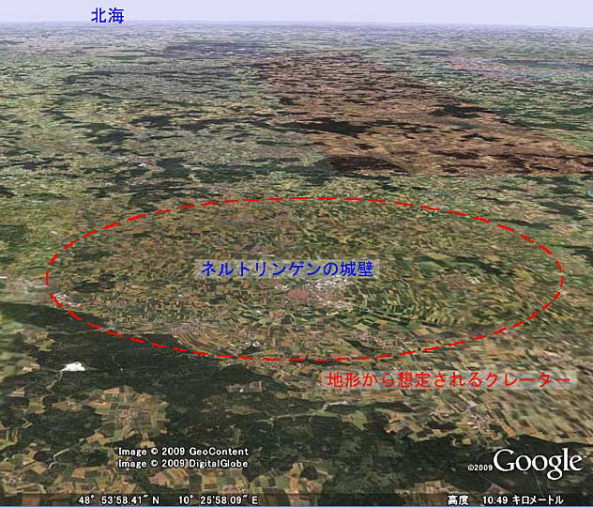 北海
ネルトリンゲンの城壁
地形から想定されるクレーター
Image © 2009 GeoContent
Image © 2009 DigitalGlobe
©2009 Google
48° 53'58.41" N 10° 25'58.09" E 高度 10.49 キロメートル